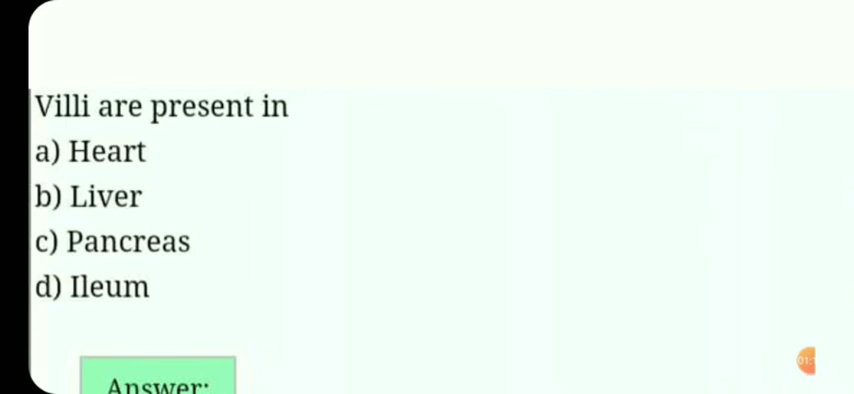 Villi are present in
a) Heart
b) Liver
c) Pancreas
d) Ileum
Answer: